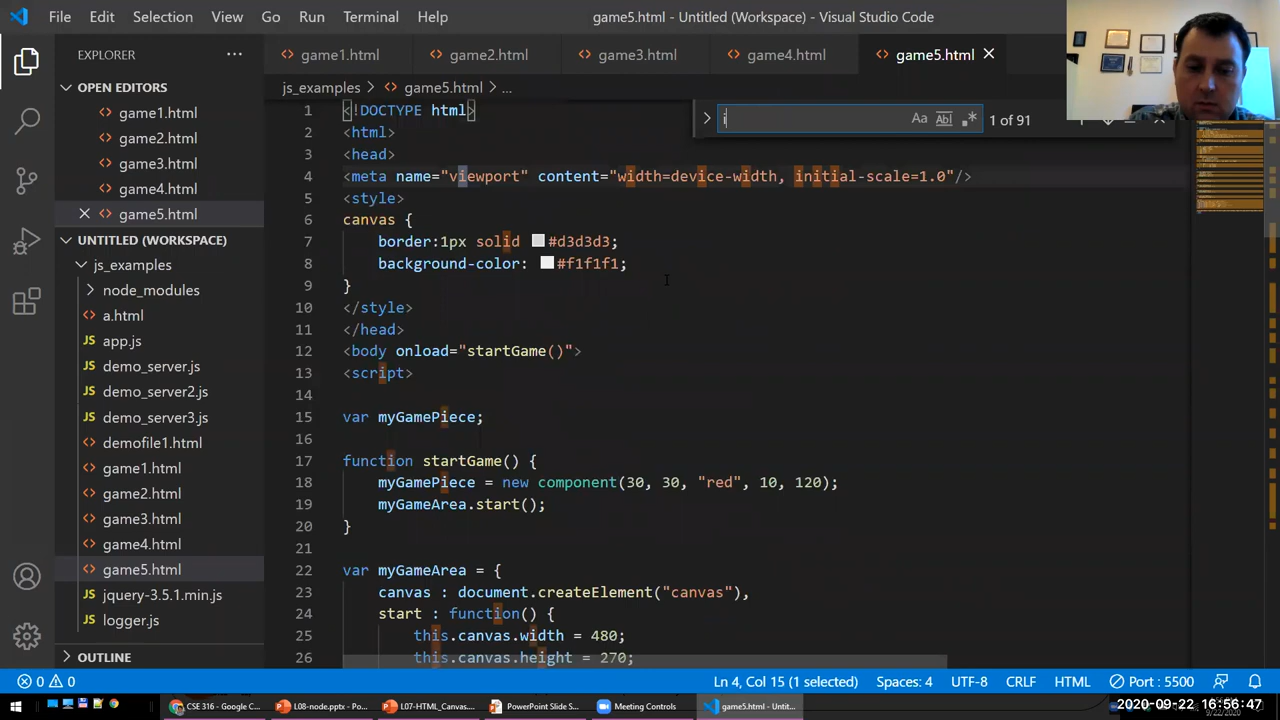 File Edit Selection View Go Run Terminal Help game5.html - Untitled (Workspace) - Visual Studio Code
EXPLORER ...
game1.html game2.html game3.html game4.html game5.html
OPEN EDITORS
game1.html
game2.html
game3.html
game4.html
game5.html
UNTITLED (WORKSPACE)
js_examples
node_modules
a.html
JS app.js
JS demo_server.js
JS demo_server2.js
JS demo_server3.js
demofile1.html
game1.html
game2.html
game3.html
game4.html
game5.html
JS jquery-3.5.1.min.js
JS logger.js
OUTLINE
js_examples > game5.html > ...
i Aa Abl .* 1 of 91
1 <!DOCTYPE html>
2 <html>
3 <head>
4 <meta name="viewport" content="width=device-width, initial-scale=1.0"/>
5 <style>
6 canvas {
7 border:1px solid #d3d3d3;
8 background-color: #f1f1f1;
9 }
10 </style>
11 </head>
12 <body onload="startGame()">
13 <script>
14
15 var myGamePiece;
16
17 function startGame() {
18 myGamePiece = new component(30, 30, "red", 10, 120);
19 myGameArea.start();
20 }
21
22 var myGameArea = {
23 canvas : document.createElement("canvas"),
24 start : function() {
25 this.canvas.width = 480;
26 this.canvas.height = 270;
0 0 Ln 4, Col 15 (1 selected) Spaces: 4 UTF-8 CRLF HTML Port : 5500
CSE 316 - Google C... L08-node.pptx - Po... L07-HTML_Canvas... PowerPoint Slide S... Meeting Controls game5.html - Untitl...
2020-09-22 16:56:47